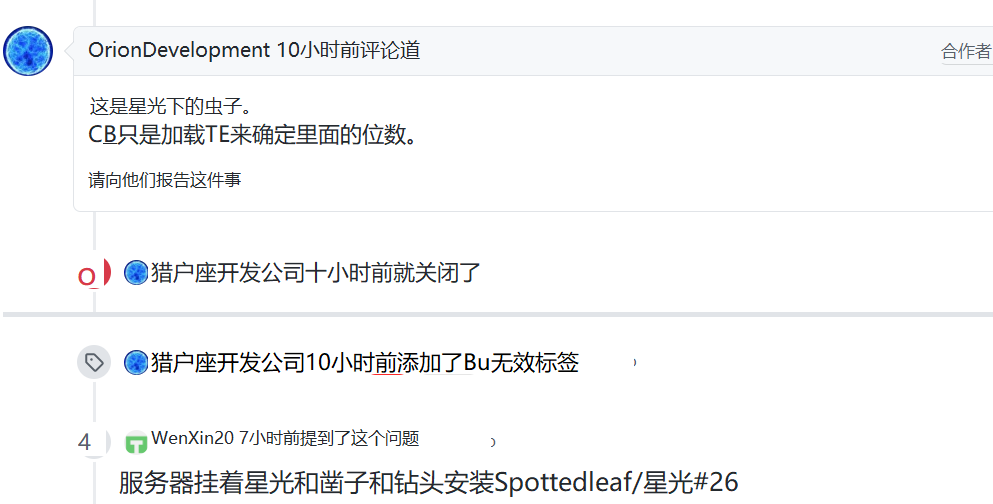 OrionDevelopment 10小时前评论道
合作者
这是星光下的虫子。
CB只是加载TE来确定里面的位数。
请向他们报告这件事
猎户座开发公司十小时前就关闭了
猎户座开发公司10小时前添加了Bu无效标签
4
WenXin20 7小时前提到了这个问题
服务器挂着星光和凿子和钻头安装Spottedleaf/星光#26